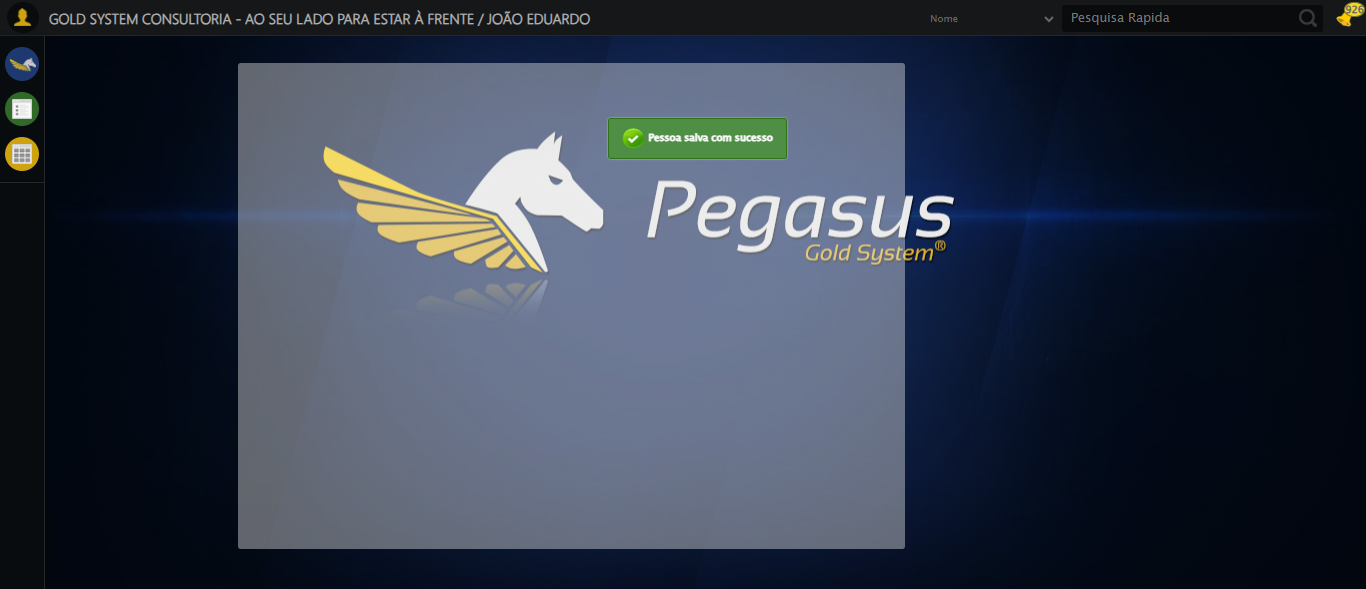 GOLD SYSTEM CONSULTORIA - AO SEU LADO PARA ESTAR À FRENTE / JOÃO EDUARDO
Nome
Pesquisa Rapida
926
Pessoa salva com sucesso
Pegasus
Gold System®